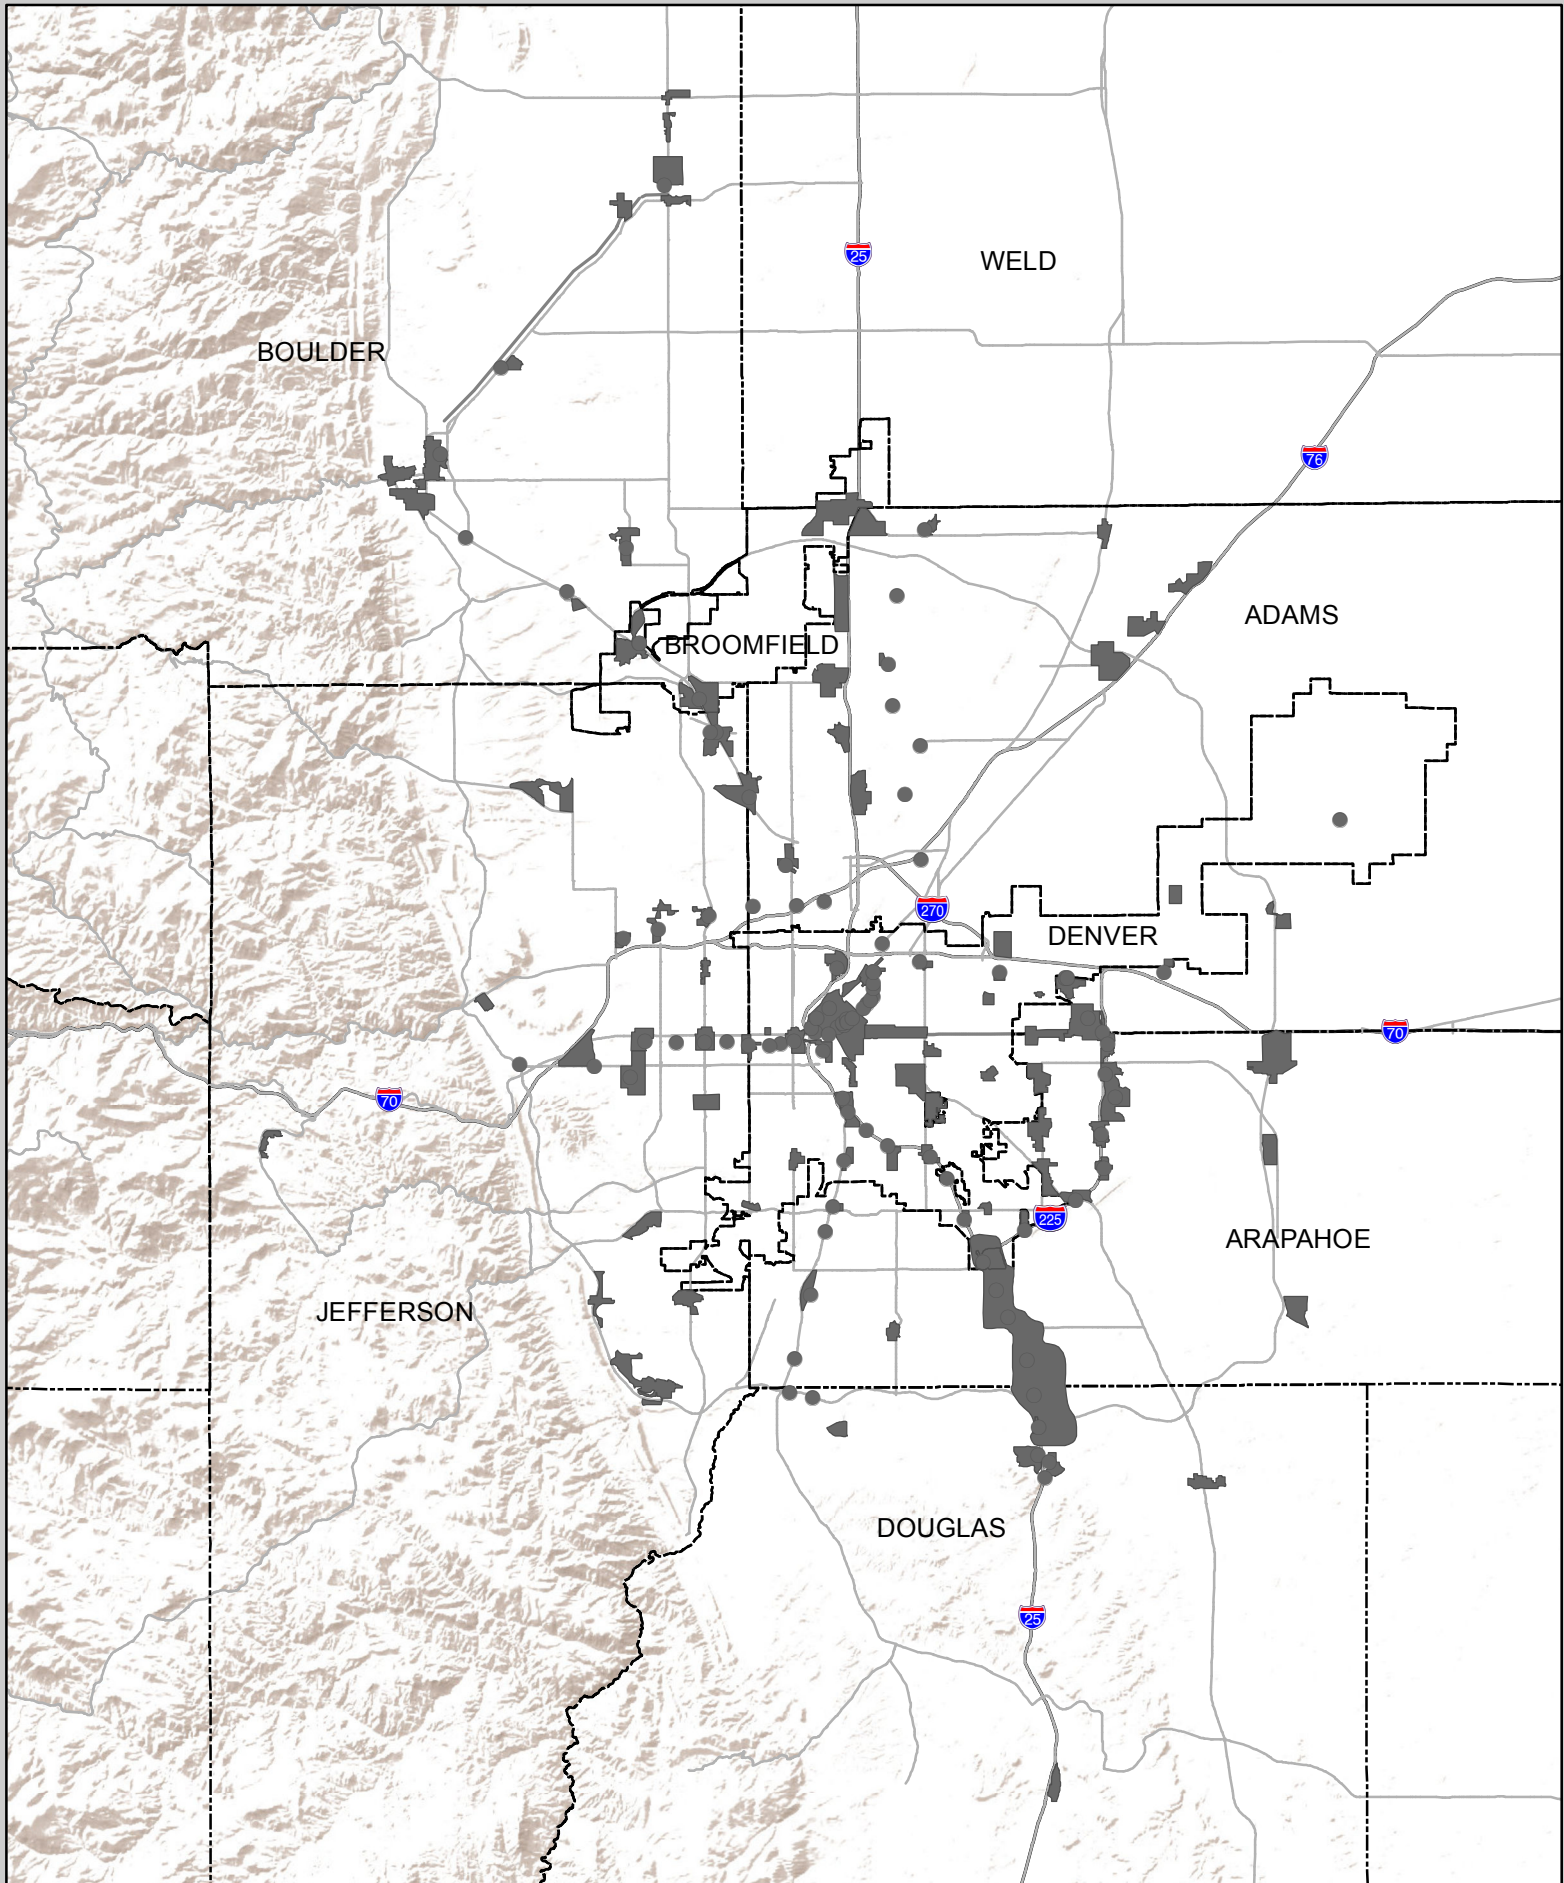 25
WELD
BOULDER
76
ADAMS
BROOMFIELD
270
DENVER
70
70
225
ARAPAHOE
JEFFERSON
DOUGLAS
25